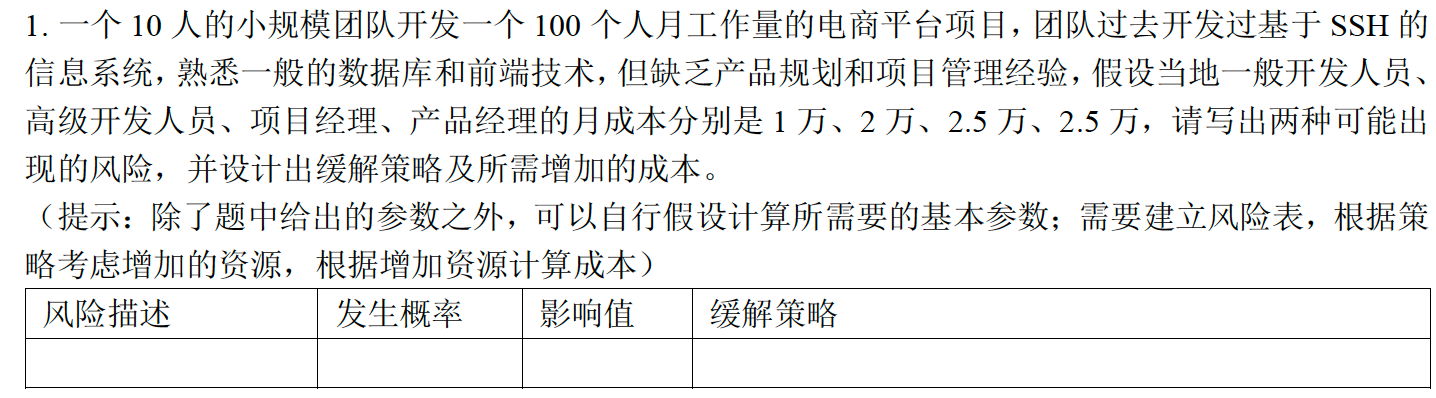 1. 一个 10 人的小规模团队开发一个 100 个人月工作量的电商平台项目，团队过去开发过基于 SSH 的
信息系统，熟悉一般的数据库和前端技术，但缺乏产品规划和项目管理经验，假设当地一般开发人员、
高级开发人员、项目经理、产品经理的月成本分别是 1 万、2 万、2.5 万、2.5 万，请写出两种可能出
现的风险，并设计出缓解策略及所需增加的成本。
（提示：除了题中给出的参数之外，可以自行假设计算所需要的基本参数；需要建立风险表，根据策
略考虑增加的资源，根据增加资源计算成本）
风险描述 发生概率 影响值 缓解策略